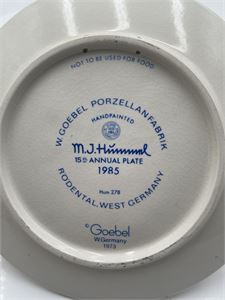 NOT TO BE USED FOR FOOD
W. GOEBEL PORZELLANFABRIK
HANDPAINTED
M.J.Hummel
15th ANNUAL PLATE
1985
Hum 278
RODENTAL, WEST GERMANY
© Goebel
W.Germany
1973